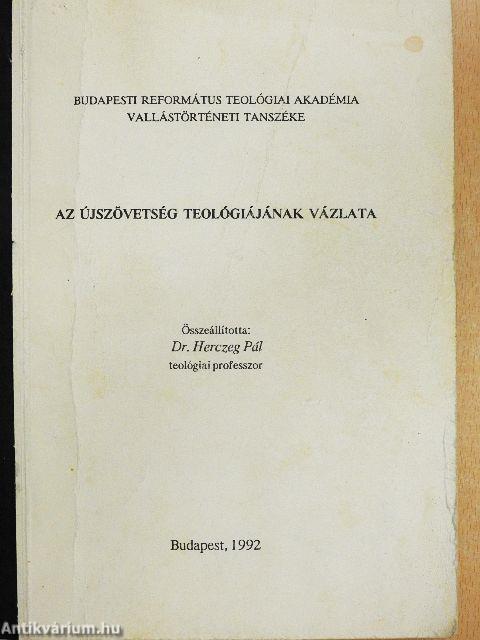 BUDAPESTI REFORMÁTUS TEOLÓGIAI AKADÉMIA
VALLÁSTÖRTÉNETI TANSZÉKE
AZ ÚJSZÖVETSÉG TEOLÓGIÁJÁNAK VÁZLATA
Összeállította:
Dr. Herczeg Pál
teológiai professzor
Budapest, 1992
Antikvárium.hu